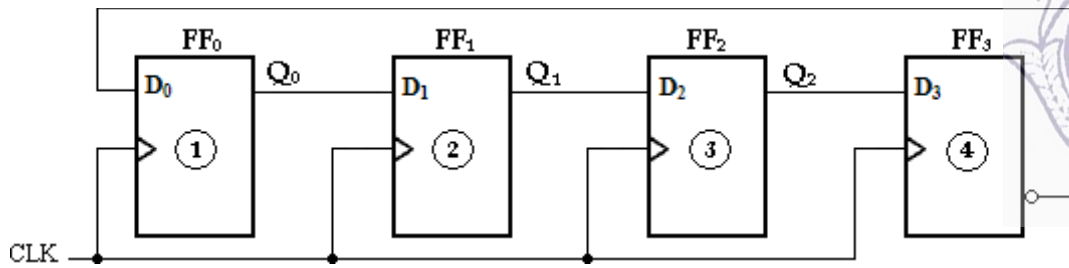 FF₀ FF₁ FF₂ FF₃
D₀ Q₀ D₁ Q₁ D₂ Q₂ D₃
1 2 3 4
CLK